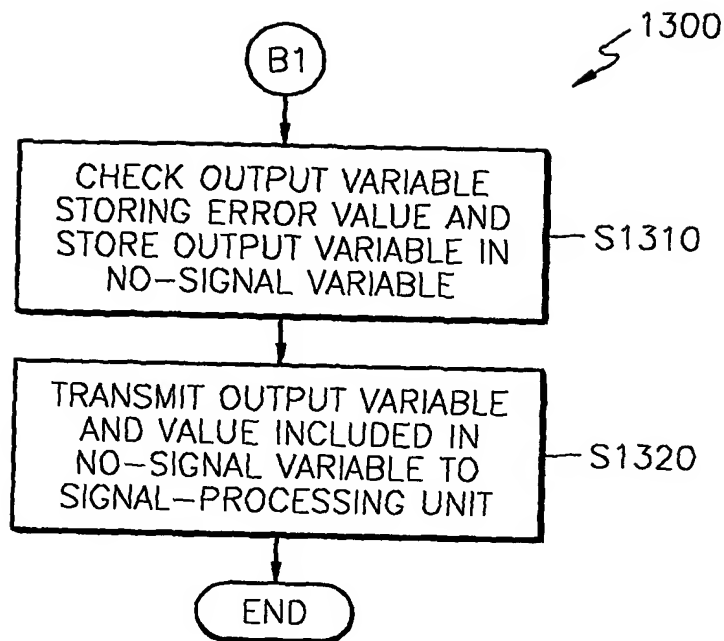 1300
B1
CHECK OUTPUT VARIABLE
STORING ERROR VALUE AND
STORE OUTPUT VARIABLE IN
NO-SIGNAL VARIABLE
S1310
TRANSMIT OUTPUT VARIABLE
AND VALUE INCLUDED IN
NO-SIGNAL VARIABLE TO
SIGNAL-PROCESSING UNIT
S1320
END